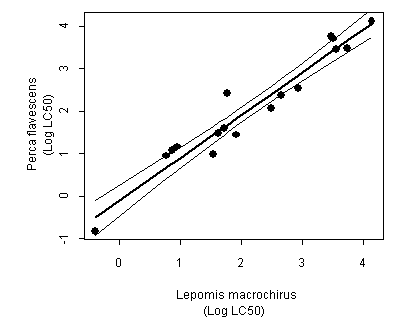 Perca flavescens
(Log LC50)
4
3
2
1
0
-1
0 1 2 3 4
Lepomis macrochirus
(Log LC50)